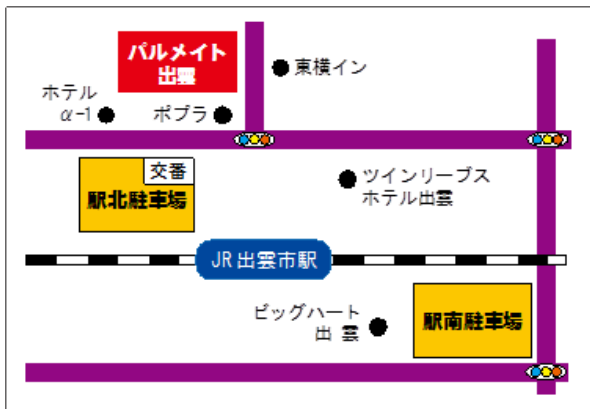 パルメイト
出雲
東横イン
ホテル
α-1
ポプラ
交番
駅北駐車場
ツインリーブス
ホテル出雲
JR出雲市駅
ビッグハート
出雲
駅南駐車場